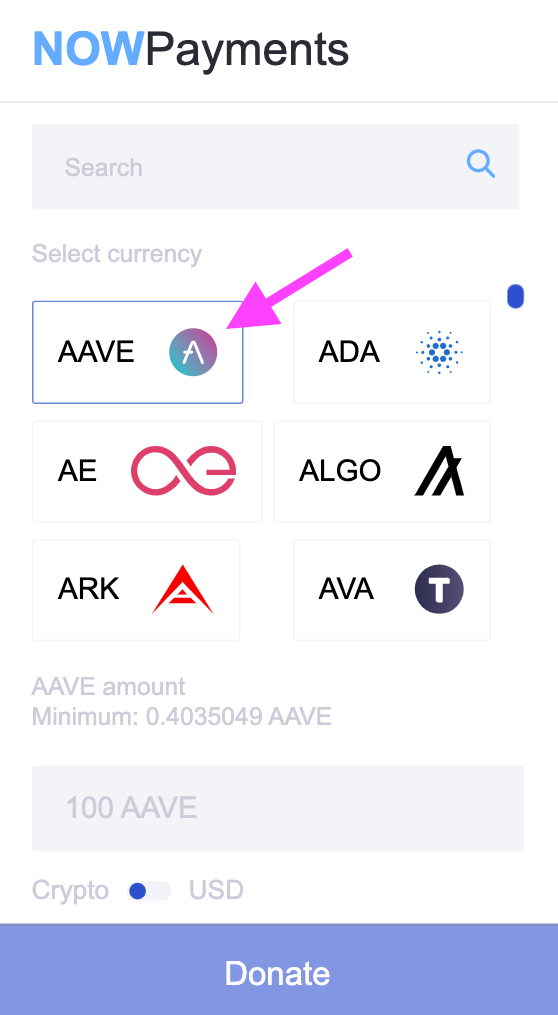 NOWPayments
Search
Select currency
AAVE
ADA
AE
ALGO
ARK
AVA
AAVE amount
Minimum: 0.4035049 AAVE
100 AAVE
Crypto USD
Donate